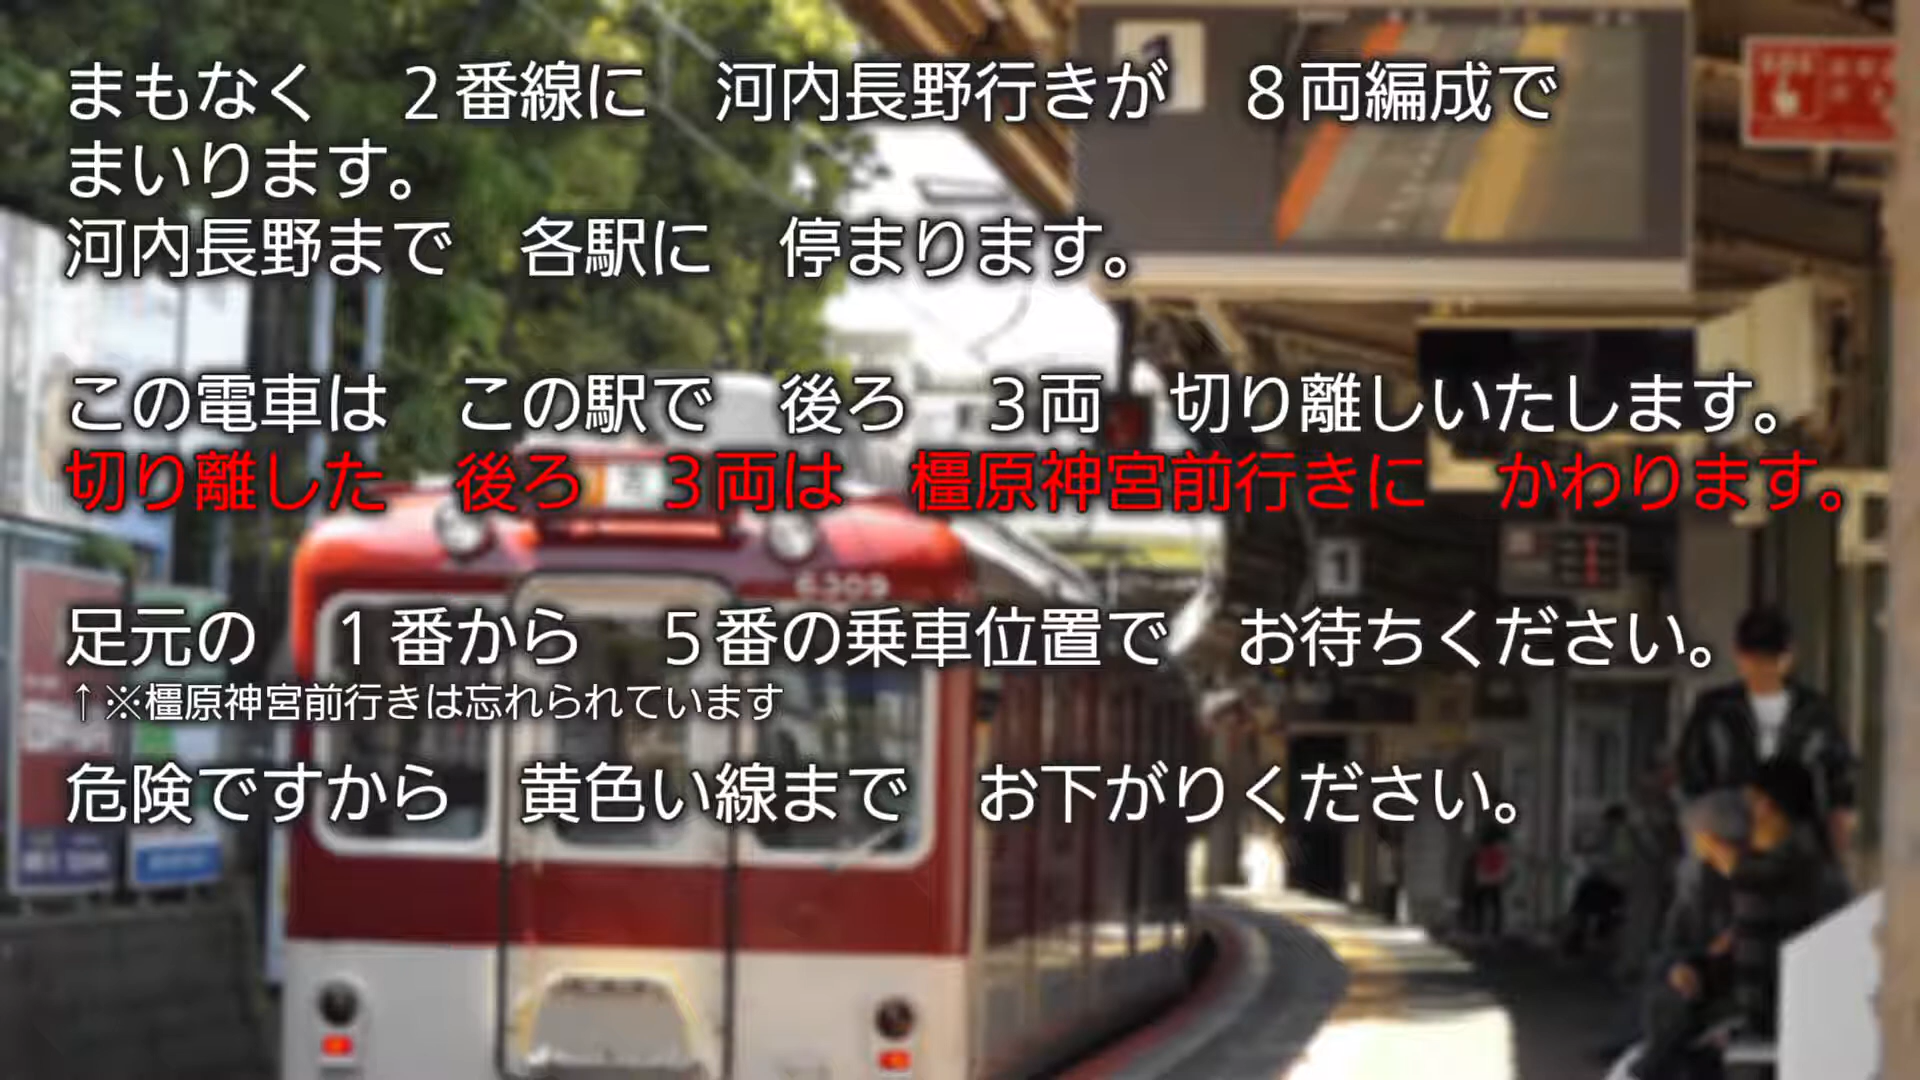 まもなく　２番線に　河内長野行きが　８両編成で
まいります。
河内長野まで　各駅に　停まります。
この電車は　この駅で　後ろ　３両　切り離しいたします。
切り離した　後ろ　３両は　橿原神宮前行きに　かわります。
足元の　１番から　５番の乗車位置で　お待ちください。
↑※橿原神宮前行きは忘れられています
危険ですから　黄色い線まで　お下がりください。
6209
1